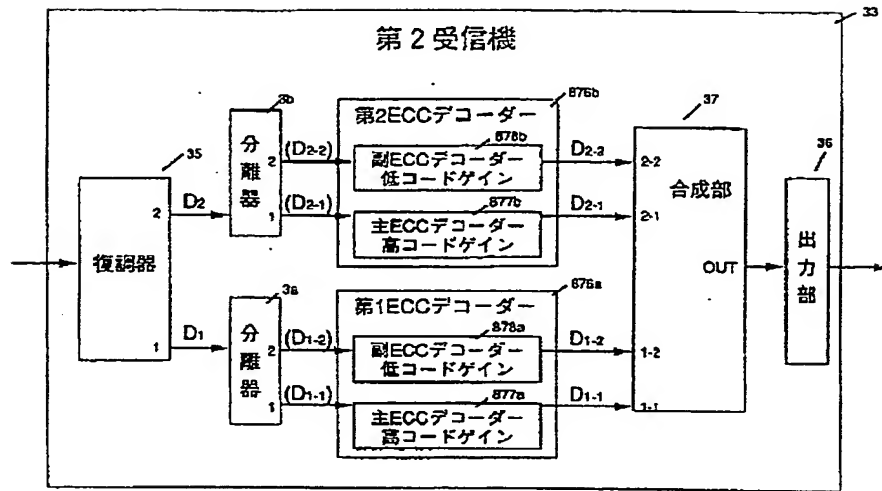 33
第2受信機
876b
37
3b
第2ECCデコーダー
分離器
(D2-2)
878b
D2-2
36
35
2
副ECCデコーダー
低コードゲイン
2-2
合成部
D2
(D2-1)
877b
D2-1
2
1
主ECCデコーダー
高コードゲイン
2-1
出力部
復調器
OUT
3a
876a
第1ECCデコーダー
D1
分離器
(D1-2)
878a
D1-2
1
2
副ECCデコーダー
低コードゲイン
1-2
(D1-1)
877a
D1-1
1
主ECCデコーダー
高コードゲイン
1-1